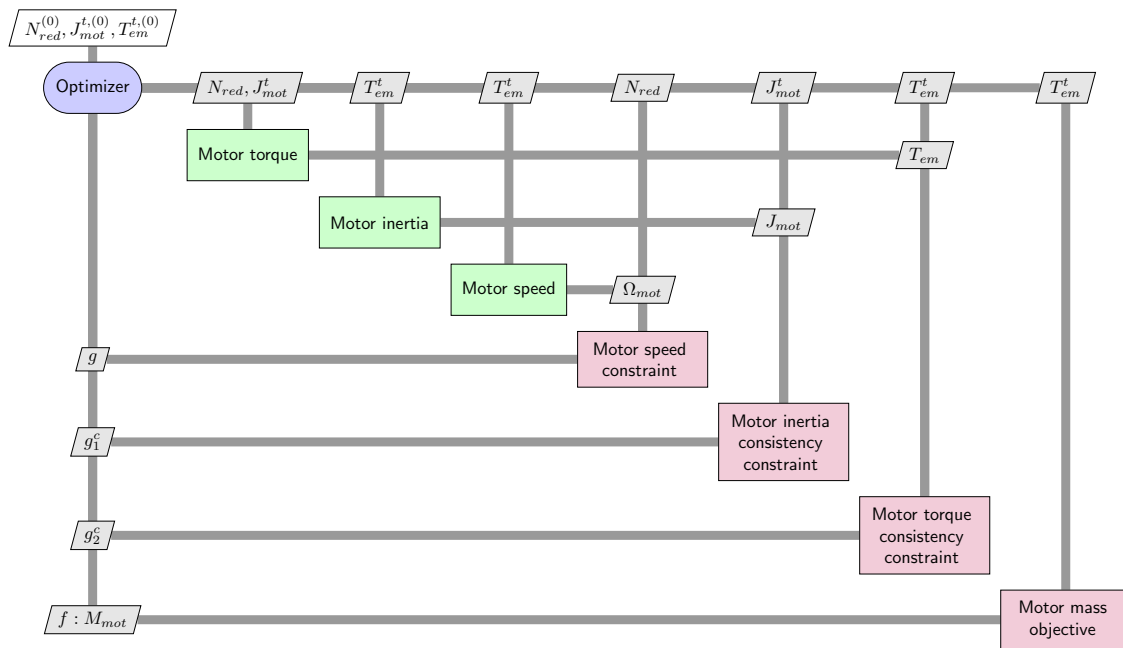 $N_{red}^{(0)}, J_{mot}^{t,(0)}, T_{em}^{t,(0)}$
Optimizer
$N_{red}, J_{mot}^{t}$
$T_{em}^{t}$
$T_{em}^{t}$
$N_{red}$
$J_{mot}^{t}$
$T_{em}^{t}$
$T_{em}^{t}$
Motor torque
$T_{em}$
Motor inertia
$J_{mot}$
Motor speed
$\Omega_{mot}$
$g$
Motor speed
constraint
$g_1^c$
Motor inertia
consistency
constraint
$g_2^c$
Motor torque
consistency
constraint
$f : M_{mot}$
Motor mass
objective